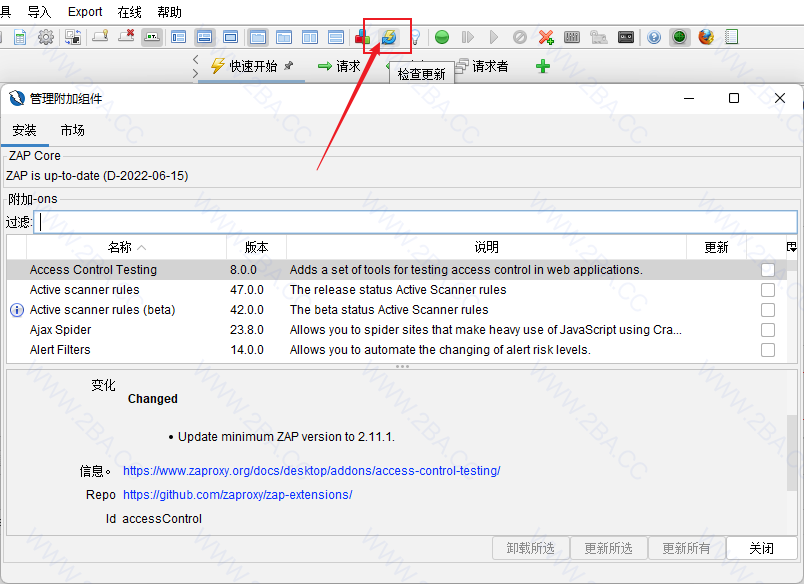 具 导入 Export 在线 帮助
快速开始 请求 请求者
检查更新
管理附加组件
安装 市场
ZAP Core
ZAP is up-to-date (D-2022-06-15)
附加-ons
过滤:
名称 版本 说明 更新
Access Control Testing 8.0.0 Adds a set of tools for testing access control in web applications.
Active scanner rules 47.0.0 The release status Active Scanner rules
Active scanner rules (beta) 42.0.0 The beta status Active Scanner rules
Ajax Spider 23.8.0 Allows you to spider sites that make heavy use of JavaScript using Cra...
Alert Filters 14.0.0 Allows you to automate the changing of alert risk levels.
变化
Changed
• Update minimum ZAP version to 2.11.1.
信息。 https://www.zaproxy.org/docs/desktop/addons/access-control-testing/
Repo https://github.com/zaproxy/zap-extensions/
Id accessControl
卸载所选 更新所选 更新所有 关闭
WWW.2BA.CC